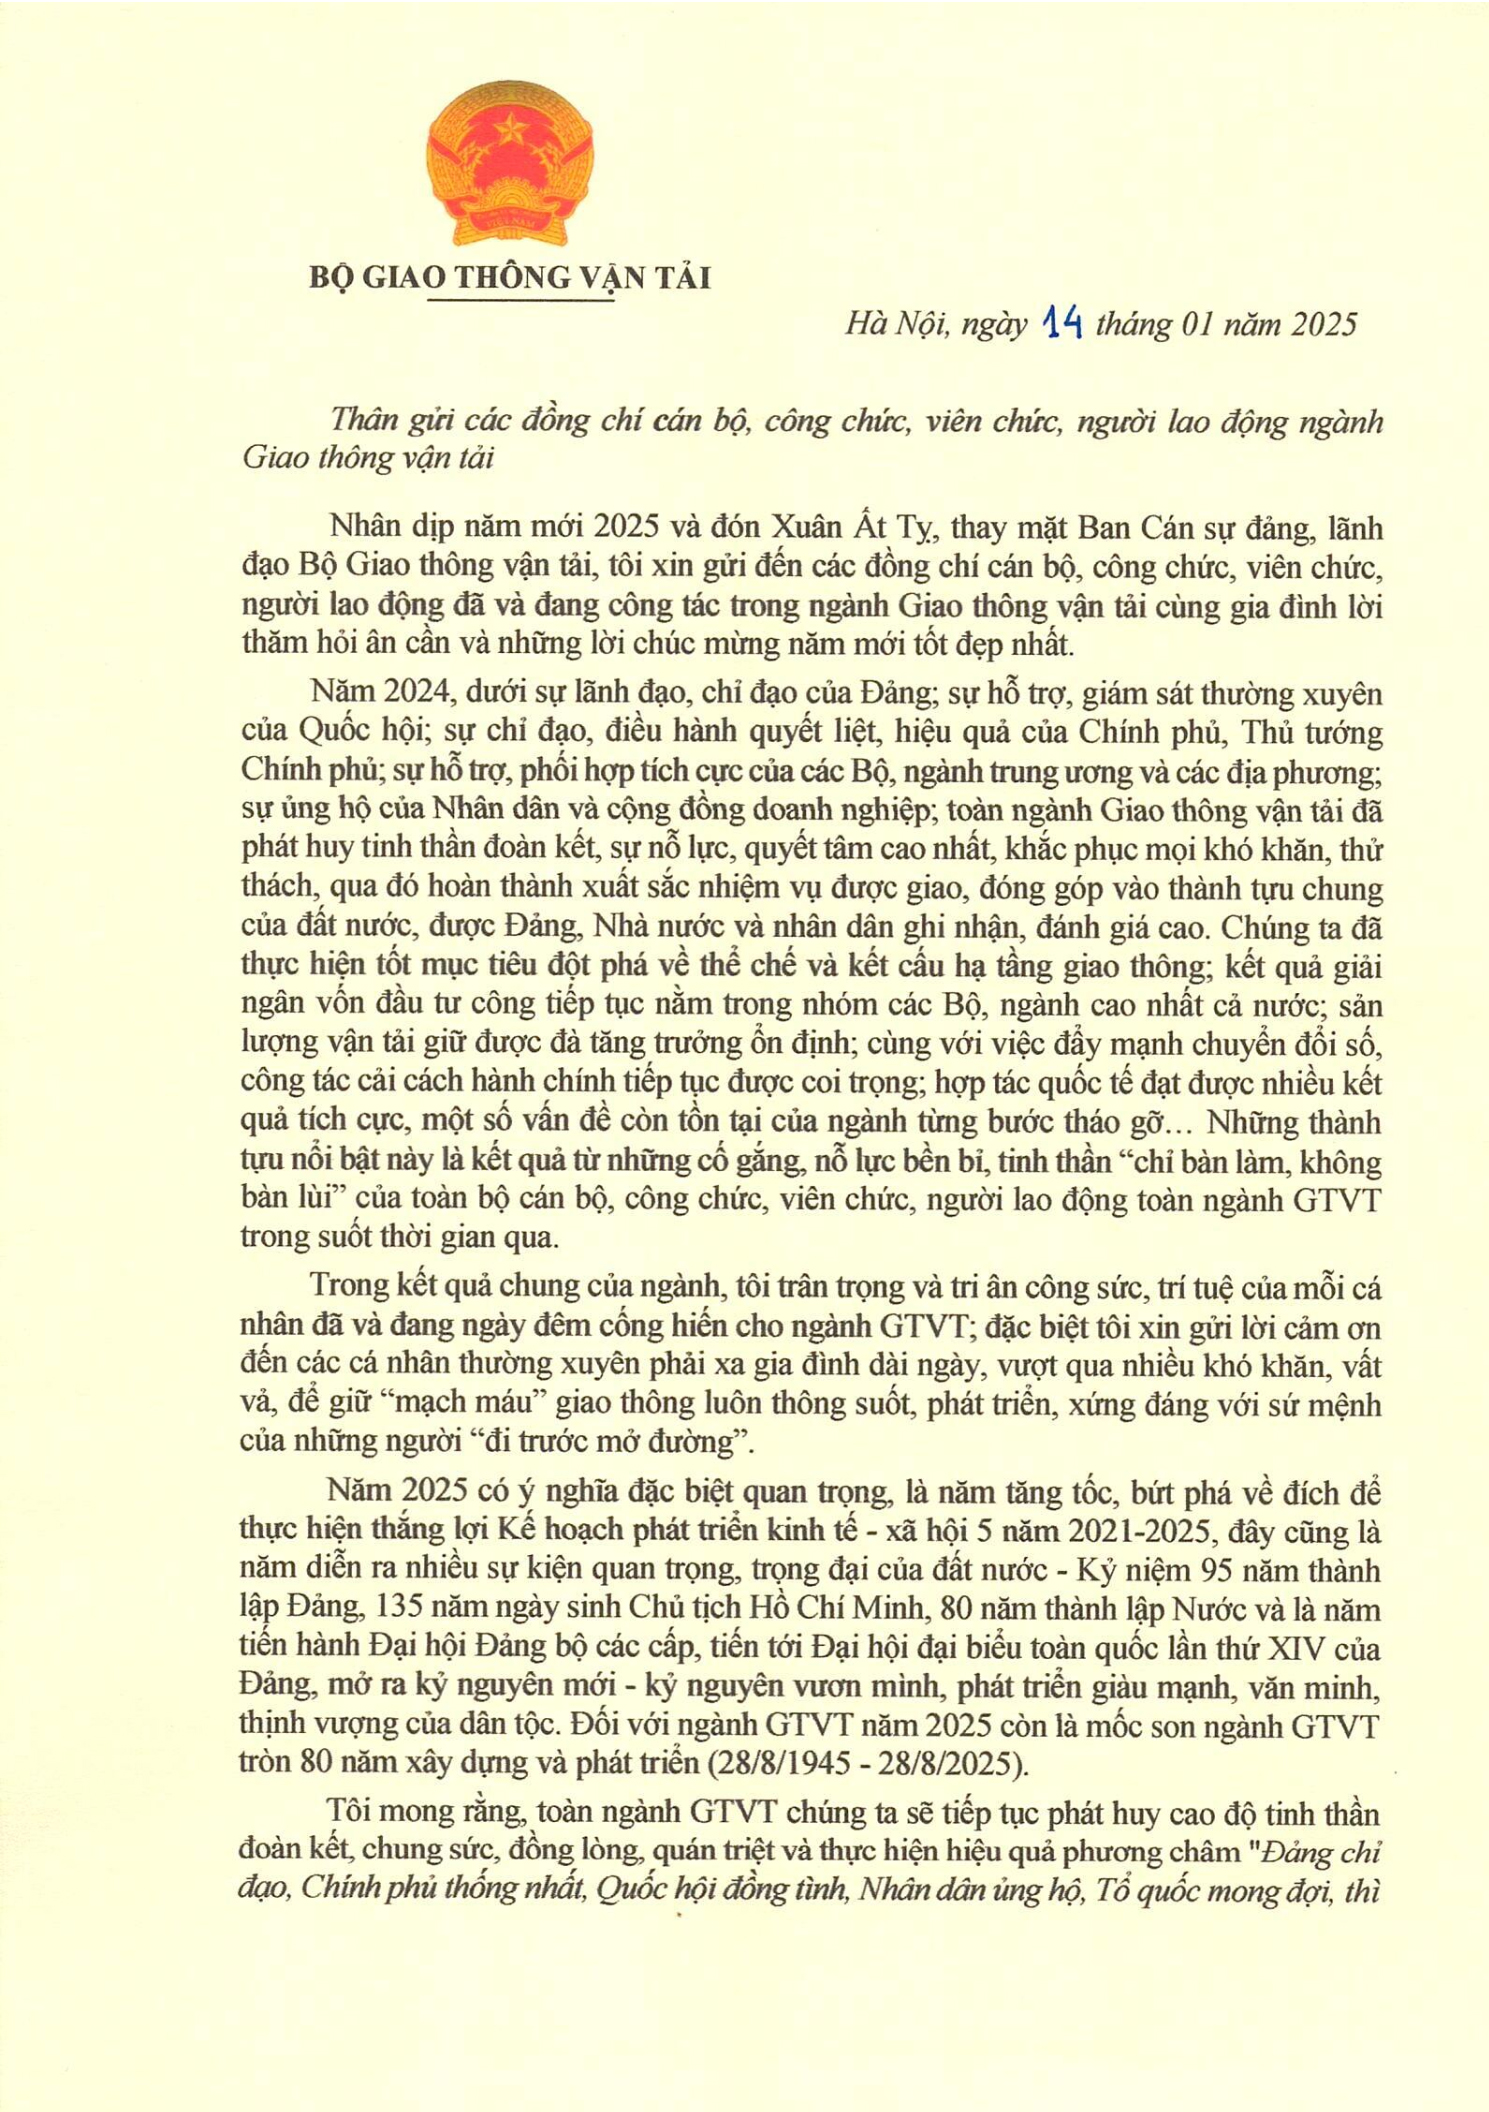 VIỆT NAM
BỘ GIAO THÔNG VẬN TẢI
Hà Nội, ngày 14 tháng 01 năm 2025
Thân gửi các đồng chí cán bộ, công chức, viên chức, người lao động ngành
Giao thông vận tải
Nhân dịp năm mới 2025 và đón Xuân Ất Tỵ, thay mặt Ban Cán sự đảng, lãnh
đạo Bộ Giao thông vận tải, tôi xin gửi đến các đồng chí cán bộ, công chức, viên chức,
người lao động đã và đang công tác trong ngành Giao thông vận tải cùng gia đình lời
thăm hỏi ân cần và những lời chúc mừng năm mới tốt đẹp nhất.
Năm 2024, dưới sự lãnh đạo, chỉ đạo của Đảng; sự hỗ trợ, giám sát thường xuyên
của Quốc hội; sự chỉ đạo, điều hành quyết liệt, hiệu quả của Chính phủ, Thủ tướng
Chính phủ; sự hỗ trợ, phối hợp tích cực của các Bộ, ngành trung ương và các địa phương;
sự ủng hộ của Nhân dân và cộng đồng doanh nghiệp; toàn ngành Giao thông vận tải đã
phát huy tinh thần đoàn kết, sự nỗ lực, quyết tâm cao nhất, khắc phục mọi khó khăn, thử
thách, qua đó hoàn thành xuất sắc nhiệm vụ được giao, đóng góp vào thành tựu chung
của đất nước, được Đảng, Nhà nước và nhân dân ghi nhận, đánh giá cao. Chúng ta đã
thực hiện tốt mục tiêu đột phá về thể chế và kết cấu hạ tầng giao thông; kết quả giải
ngân vốn đầu tư công tiếp tục nằm trong nhóm các Bộ, ngành cao nhất cả nước; sản
lượng vận tải giữ được đà tăng trưởng ổn định; cùng với việc đẩy mạnh chuyển đổi số,
công tác cải cách hành chính tiếp tục được coi trọng; hợp tác quốc tế đạt được nhiều kết
quả tích cực, một số vấn đề còn tồn tại của ngành từng bước tháo gỡ… Những thành
tựu nổi bật này là kết quả từ những cố gắng, nỗ lực bền bỉ, tinh thần “chỉ bàn làm, không
bàn lùi” của toàn bộ cán bộ, công chức, viên chức, người lao động toàn ngành GTVT
trong suốt thời gian qua.
Trong kết quả chung của ngành, tôi trân trọng và tri ân công sức, trí tuệ của mỗi cá
nhân đã và đang ngày đêm cống hiến cho ngành GTVT; đặc biệt tôi xin gửi lời cảm ơn
đến các cá nhân thường xuyên phải xa gia đình dài ngày, vượt qua nhiều khó khăn, vất
vả, để giữ “mạch máu” giao thông luôn thông suốt, phát triển, xứng đáng với sứ mệnh
của những người “đi trước mở đường”.
Năm 2025 có ý nghĩa đặc biệt quan trọng, là năm tăng tốc, bứt phá về đích để
thực hiện thắng lợi Kế hoạch phát triển kinh tế - xã hội 5 năm 2021-2025, đây cũng là
năm diễn ra nhiều sự kiện quan trọng, trọng đại của đất nước - Kỷ niệm 95 năm thành
lập Đảng, 135 năm ngày sinh Chủ tịch Hồ Chí Minh, 80 năm thành lập Nước và là năm
tiến hành Đại hội Đảng bộ các cấp, tiến tới Đại hội đại biểu toàn quốc lần thứ XIV của
Đảng, mở ra kỷ nguyên mới - kỷ nguyên vươn mình, phát triển giàu mạnh, văn minh,
thịnh vượng của dân tộc. Đối với ngành GTVT năm 2025 còn là mốc son ngành GTVT
tròn 80 năm xây dựng và phát triển (28/8/1945 - 28/8/2025).
Tôi mong rằng, toàn ngành GTVT chúng ta sẽ tiếp tục phát huy cao độ tinh thần
đoàn kết, chung sức, đồng lòng, quán triệt và thực hiện hiệu quả phương châm "Đảng chỉ
đạo, Chính phủ thống nhất, Quốc hội đồng tình, Nhân dân ủng hộ, Tổ quốc mong đợi, thì